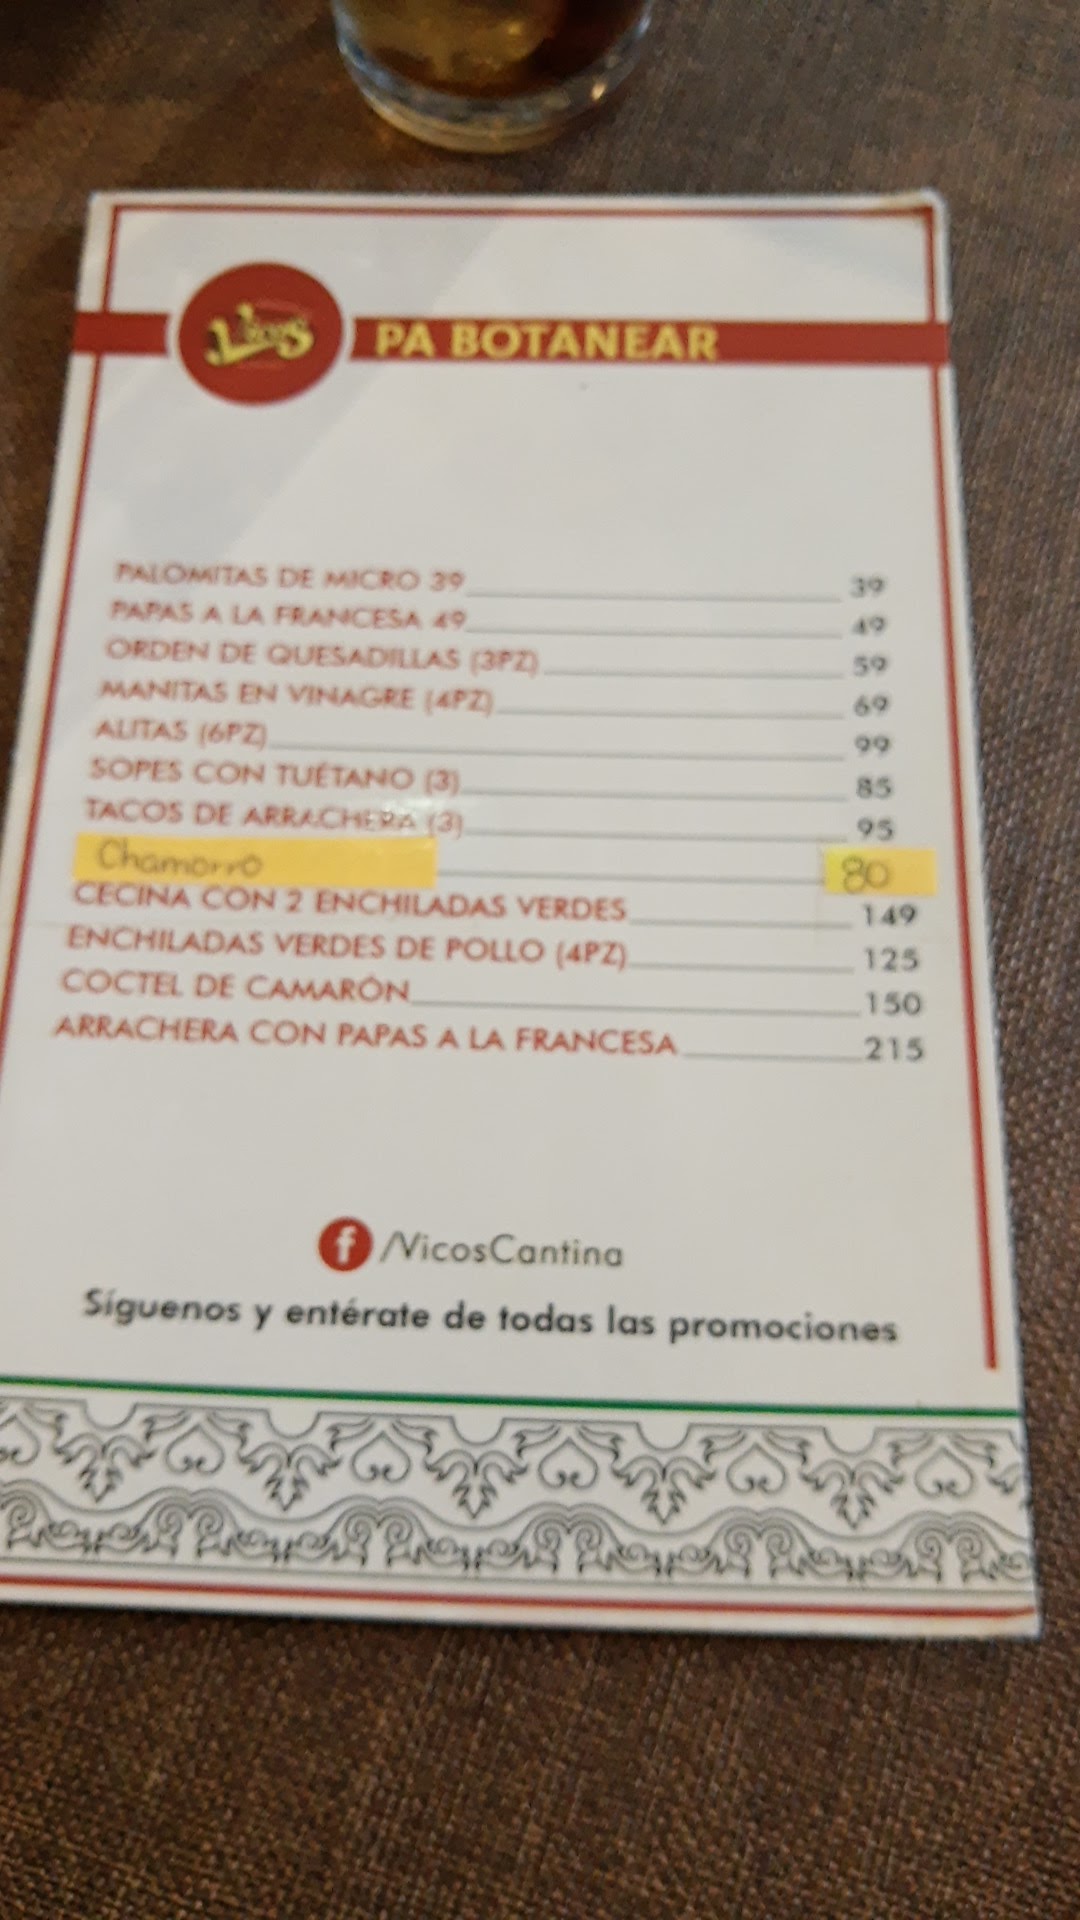 Vicos
PA BOTANEAR
PALOMITAS DE MICRO 39 39
PAPAS A LA FRANCESA 49 49
ORDEN DE QUESADILLAS (3PZ) 59
MANITAS EN VINAGRE (4PZ) 69
ALITAS (6PZ) 99
SOPES CON TUÉTANO (3) 85
TACOS DE ARRACHERA (3) 95
Chamorro 80
CECINA CON 2 ENCHILADAS VERDES 149
ENCHILADAS VERDES DE POLLO (4PZ) 125
COCTEL DE CAMARÓN 150
ARRACHERA CON PAPAS A LA FRANCESA 215
f /VicosCantina
Síguenos y entérate de todas las promociones